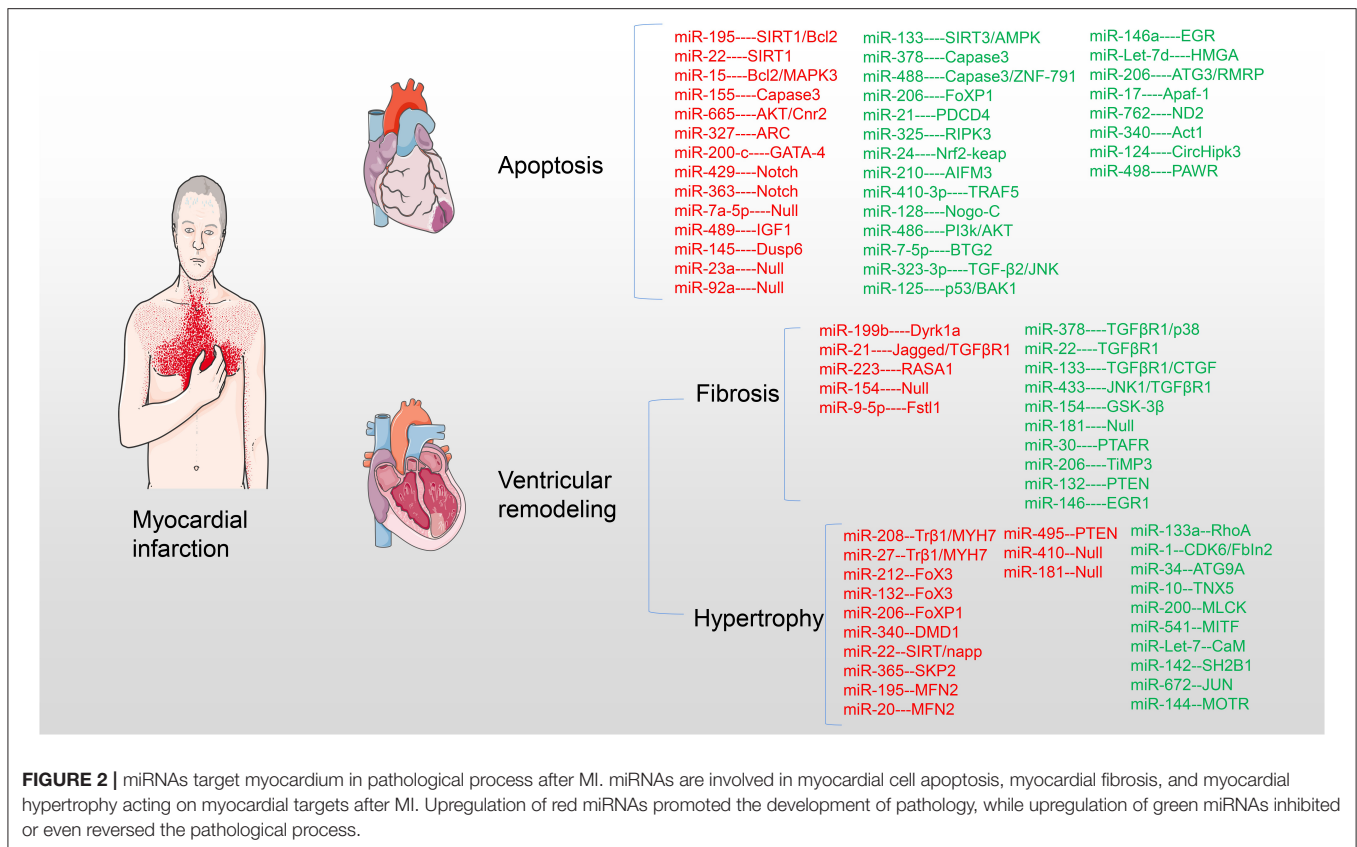 Apoptosis
miR-195----SIRT1/Bcl2
miR-22----SIRT1
miR-15----Bcl2/MAPK3
miR-155----Capase3
miR-665----AKT/Cnr2
miR-327----ARC
miR-200-c----GATA-4
miR-429----Notch
miR-363----Notch
miR-7a-5p----Null
miR-489----IGF1
miR-145----Dusp6
miR-23a----Null
miR-92a----Null
miR-133----SIRT3/AMPK
miR-378----Capase3
miR-488----Capase3/ZNF-791
miR-206----FoXP1
miR-21----PDCD4
miR-325----RIPK3
miR-24----Nrf2-keap
miR-210----AIFM3
miR-410-3p----TRAF5
miR-128----Nogo-C
miR-486----PI3k/AKT
miR-7-5p----BTG2
miR-323-3p----TGF-β2/JNK
miR-125----p53/BAK1
miR-146a----EGR
miR-Let-7d----HMGA
miR-206----ATG3/RMRP
miR-17----Apaf-1
miR-762----ND2
miR-340----Act1
miR-124----CircHipk3
miR-498----PAWR
Myocardial
infarction
Ventricular
remodeling
Fibrosis
miR-199b----Dyrk1a
miR-21----Jagged/TGFβR1
miR-223----RASA1
miR-154----Null
miR-9-5p----Fstl1
miR-378----TGFβR1/p38
miR-22----TGFβR1
miR-133----TGFβR1/CTGF
miR-433----JNK1/TGFβR1
miR-154----GSK-3β
miR-181----Null
miR-30----PTAFR
miR-206----TiMP3
miR-132----PTEN
miR-146----EGR1
Hypertrophy
miR-208--Trβ1/MYH7
miR-27--Trβ1/MYH7
miR-212--FoX3
miR-132--FoX3
miR-206--FoXP1
miR-340--DMD1
miR-22--SIRT/napp
miR-365--SKP2
miR-195--MFN2
miR-20---MFN2
miR-495--PTEN
miR-410--Null
miR-181--Null
miR-133a--RhoA
miR-1--CDK6/Fbln2
miR-34--ATG9A
miR-10--TNX5
miR-200--MLCK
miR-541--MITF
miR-Let-7--CaM
miR-142--SH2B1
miR-672--JUN
miR-144--MOTR
FIGURE 2 | miRNAs target myocardium in pathological process after MI. miRNAs are involved in myocardial cell apoptosis, myocardial fibrosis, and myocardial
hypertrophy acting on myocardial targets after MI. Upregulation of red miRNAs promoted the development of pathology, while upregulation of green miRNAs inhibited
or even reversed the pathological process.